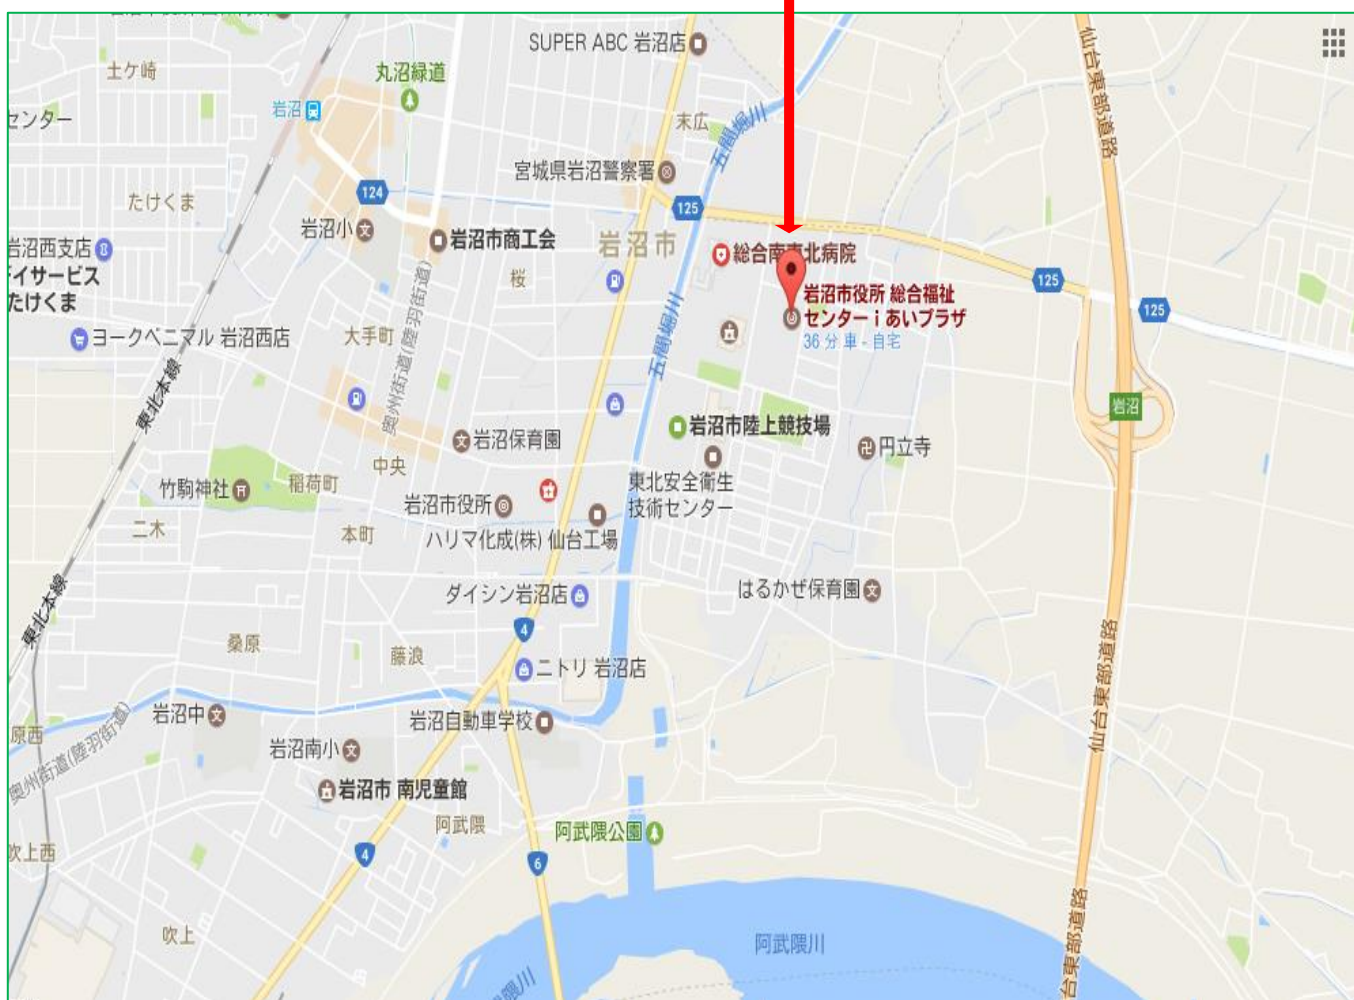 SUPER ABC 岩沼店
土ケ崎
丸沼緑道
岩沼
センター
末広
五間堀川
仙台東部道路
宮城県岩沼警察署
たけくま
124
125
岩沼小
岩沼市商工会
岩沼市
総合南東北病院
岩沼西支店
デイサービス
たけくま
桜
125
125
岩沼市役所 総合福祉
センター i あいプラザ
36 分 車 - 自宅
ヨークベニマル 岩沼西店
大手町
奥州街道(陸羽街道)
五間堀川
東北本線
岩沼
岩沼市陸上競技場
岩沼保育園
円立寺
中央
竹駒神社
稲荷町
東北安全衛生
技術センター
岩沼市役所
二木
本町
ハリマ化成(株) 仙台工場
ダイシン岩沼店
はるかぜ保育園
東北本線
4
桑原
藤浪
ニトリ 岩沼店
仙台東部道路
岩沼中
岩沼自動車学校
原西
奥州街道(陸羽街道)
岩沼南小
岩沼市 南児童館
阿武隈
阿武隈公園
吹上西
4
6
吹上
阿武隈川
台東部道路
隈川